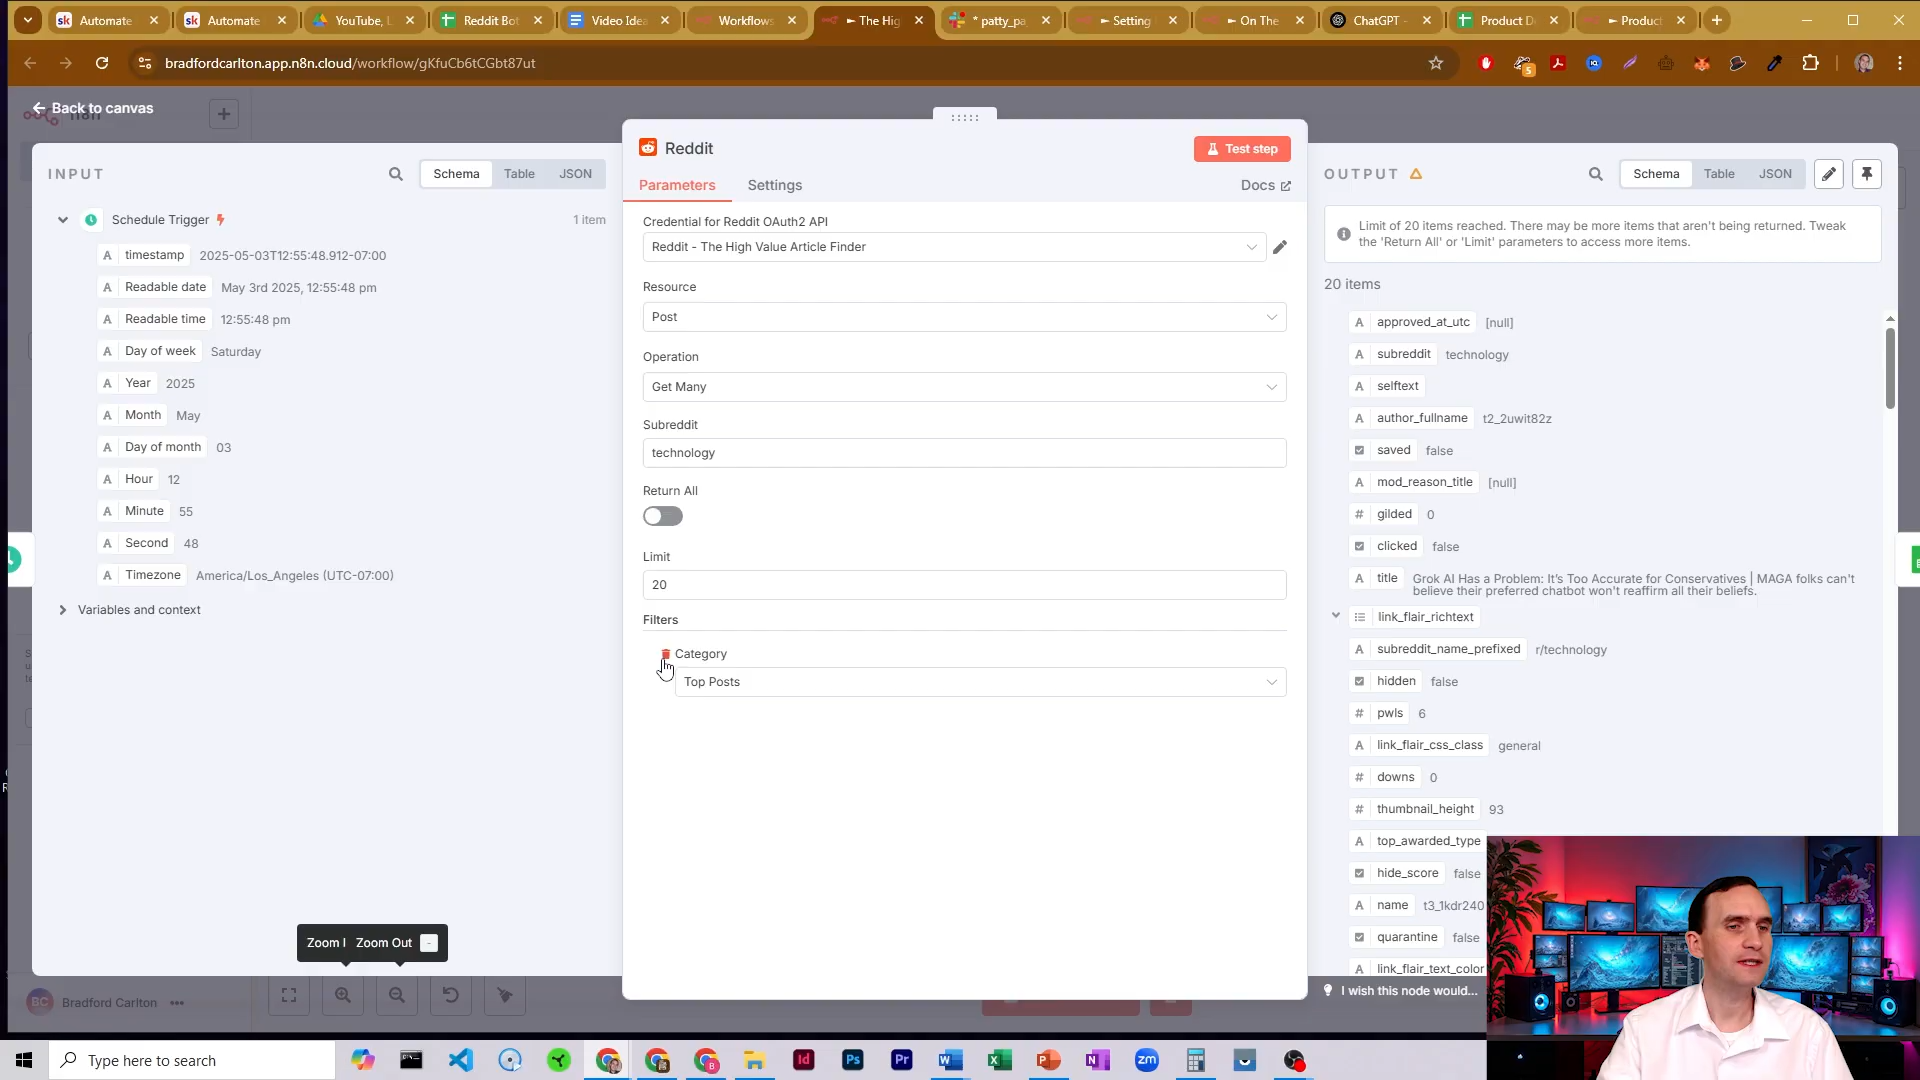 Automate
Automate
YouTube, L
Reddit Bot
Video Idea
Workflows
► The Hig
* patty_pa
► Setting
► On The
ChatGPT -
Product D
► Product
bradfordcarlton.app.n8n.cloud/workflow/gKfuCb6tCGbt87ut
5
Back to canvas
n8n
INPUT
Schema
Table
JSON
Schedule Trigger
1 item
A timestamp 2025-05-03T12:55:48.912-07:00
A Readable date May 3rd 2025, 12:55:48 pm
A Readable time 12:55:48 pm
A Day of week Saturday
A Year 2025
A Month May
A Day of month 03
A Hour 12
A Minute 55
A Second 48
A Timezone America/Los_Angeles (UTC-07:00)
Variables and context
Zoom I Zoom Out -
BC Bradford Carlton
Reddit
Test step
Parameters
Settings
Docs
Credential for Reddit OAuth2 API
Reddit - The High Value Article Finder
Resource
Post
Operation
Get Many
Subreddit
technology
Return All
Limit
20
Filters
Category
Top Posts
OUTPUT
Schema
Table
JSON
Limit of 20 items reached. There may be more items that aren't being returned. Tweak
the 'Return All' or 'Limit' parameters to access more items.
20 items
A approved_at_utc [null]
A subreddit technology
A selftext
A author_fullname t2_2uwit82z
saved false
A mod_reason_title [null]
# gilded 0
clicked false
A title Grok AI Has a Problem: It's Too Accurate for Conservatives | MAGA folks can't
believe their preferred chatbot won't reaffirm all their beliefs.
link_flair_richtext
A subreddit_name_prefixed r/technology
hidden false
# pwls 6
A link_flair_css_class general
# downs 0
# thumbnail_height 93
A top_awarded_type
hide_score false
A name t3_1kdr240
quarantine false
A link_flair_text_color
I wish this node would...
Type here to search
Id
Ps
Pr
W
X
P
N
zm